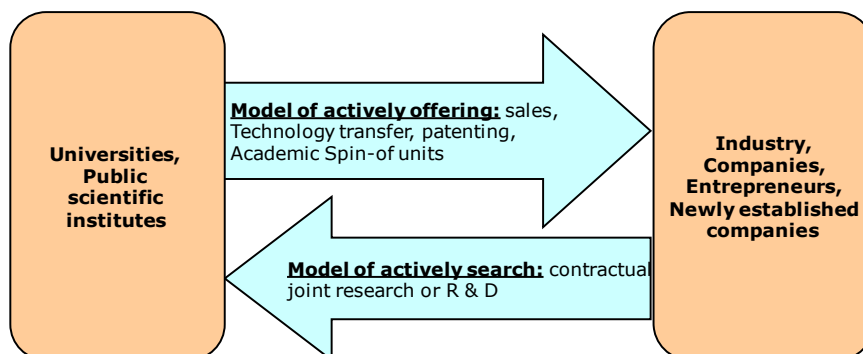 Universities,
Public
scientific
institutes
Model of actively offering: sales,
Technology transfer, patenting,
Academic Spin-of units
Industry,
Companies,
Entrepreneurs,
Newly established
companies
Model of actively search: contractual
joint research or R & D